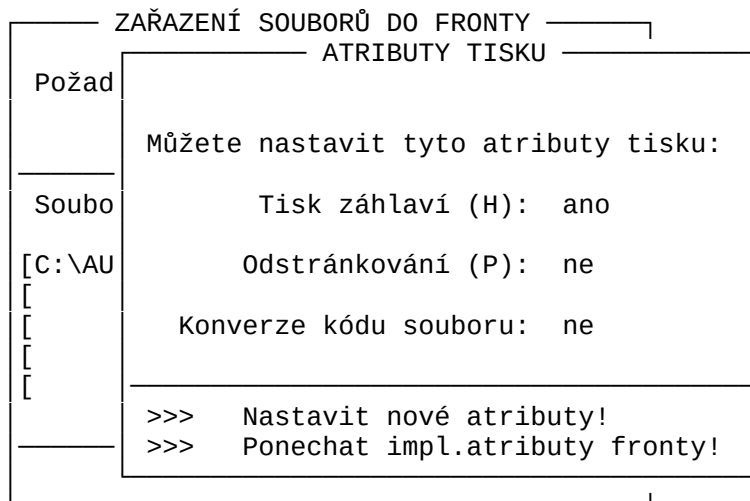 ZAŘAZENÍ SOUBORŮ DO FRONTY
ATRIBUTY TISKU
Požad
Můžete nastavit tyto atributy tisku:
Soubo Tisk záhlaví (H): ano
[C:\AU Odstránkování (P): ne
[
[ Konverze kódu souboru: ne
[
[
>>> Nastavit nové atributy!
>>> Ponechat impl.atributy fronty!